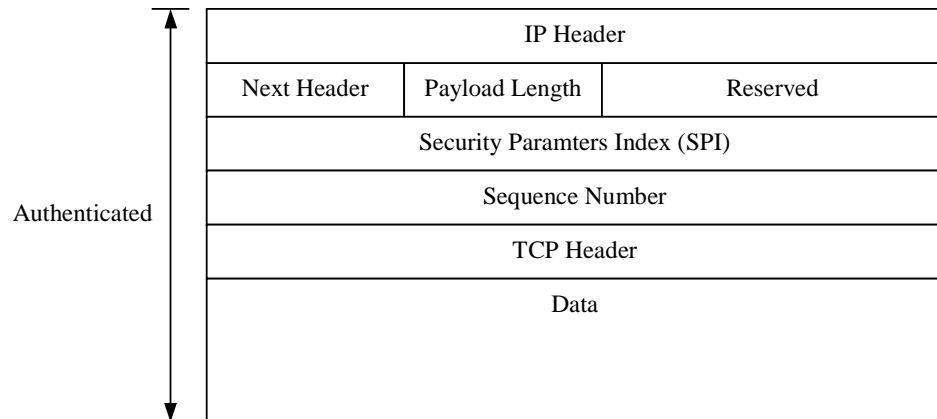 IP Header
Next Header Payload Length Reserved
Security Paramters Index (SPI)
Sequence Number
Authenticated
TCP Header
Data